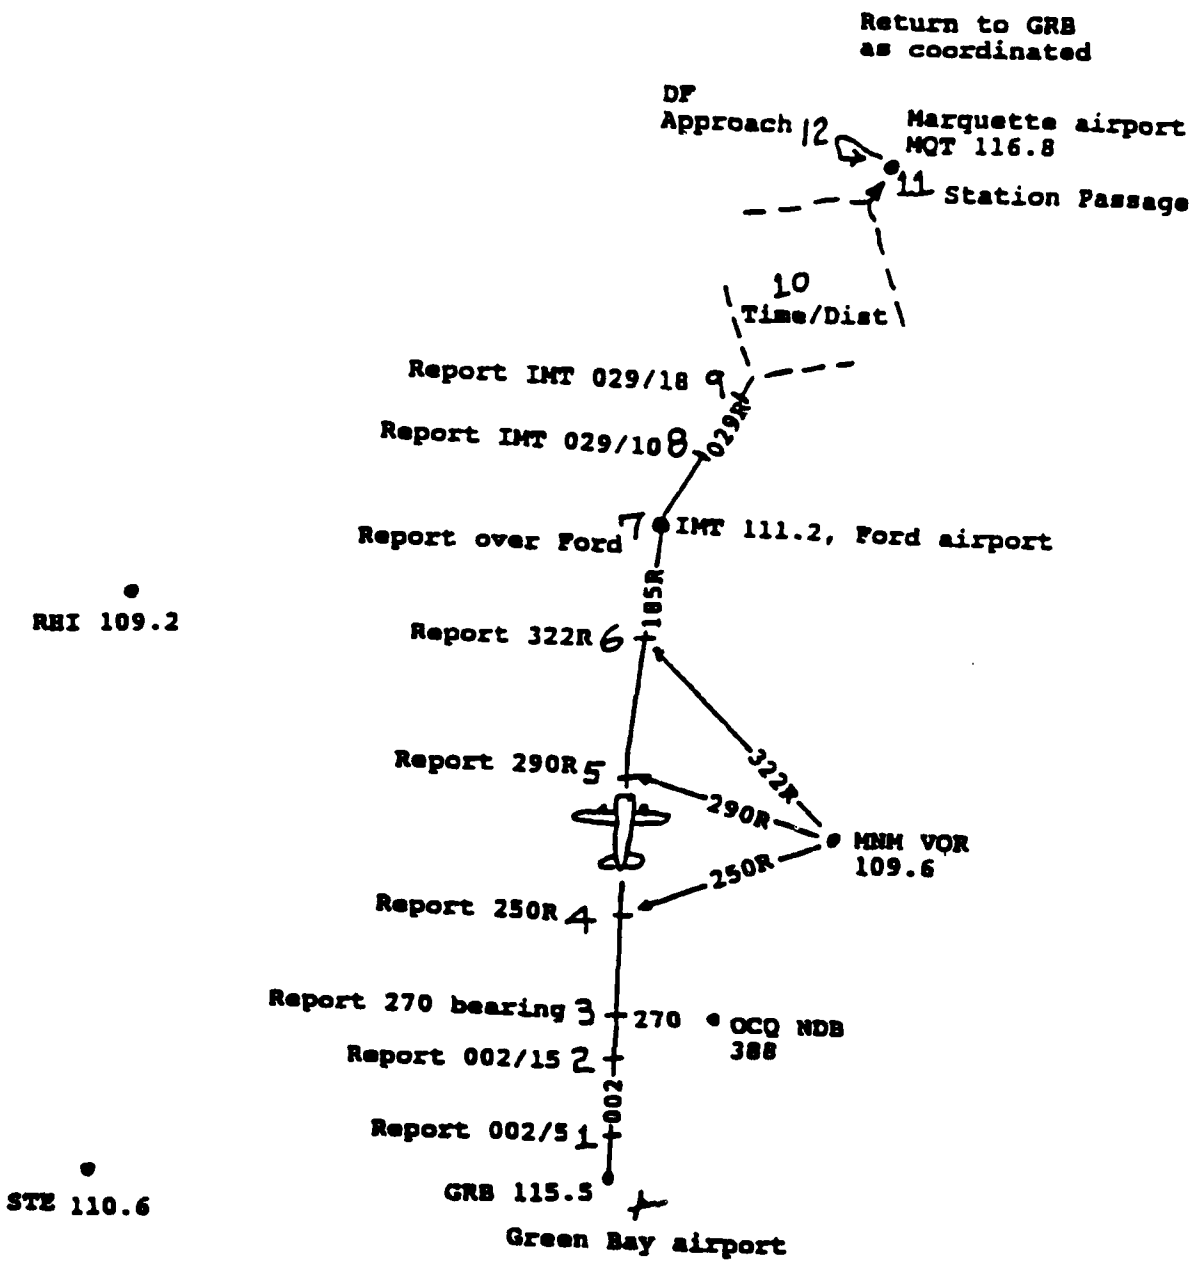 Return to GRB
as coordinated
DF
Approach 12
Marquette airport
MQT 116.8
11 Station Passage
10
Time/Dist
Report IMT 029/18 9
029R
Report IMT 029/10 8
Report over Ford 7
IMT 111.2, Ford airport
185R
RHI 109.2
Report 322R 6
322R
Report 290R 5
290R
MNM VOR
109.6
250R
Report 250R 4
Report 270 bearing 3
270
OCQ NDB
388
Report 002/15 2
002
Report 002/5 1
GRB 115.5
STE 110.6
Green Bay airport